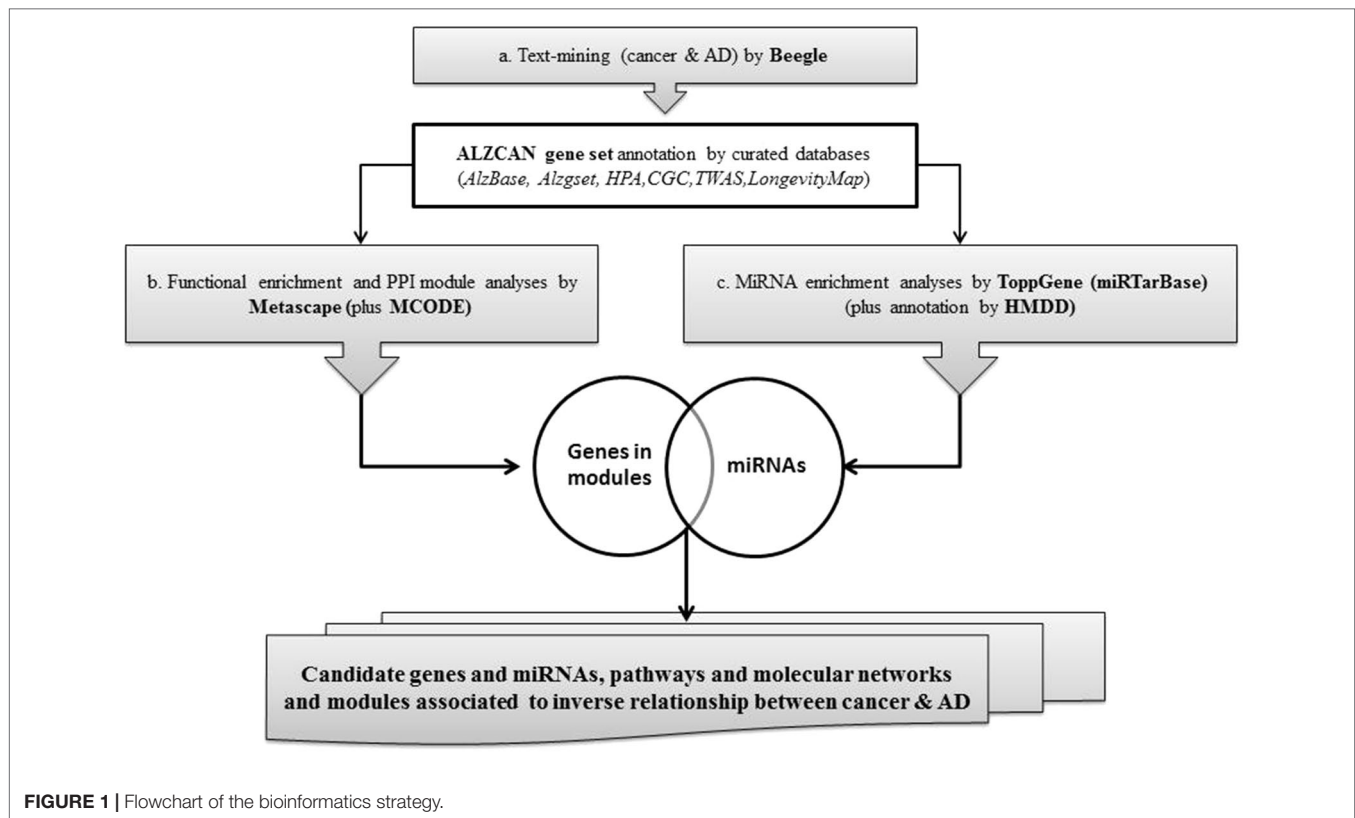 a. Text-mining (cancer & AD) by Beegle
ALZCAN gene set annotation by curated databases
(AlzBase, Alzgset, HPA,CGC,TWAS,LongevityMap)
b. Functional enrichment and PPI module analyses by
Metascape (plus MCODE)
c. MiRNA enrichment analyses by ToppGene (miRTarBase)
(plus annotation by HMDD)
Genes in
modules
miRNAs
Candidate genes and miRNAs, pathways and molecular networks
and modules associated to inverse relationship between cancer & AD
FIGURE 1 | Flowchart of the bioinformatics strategy.